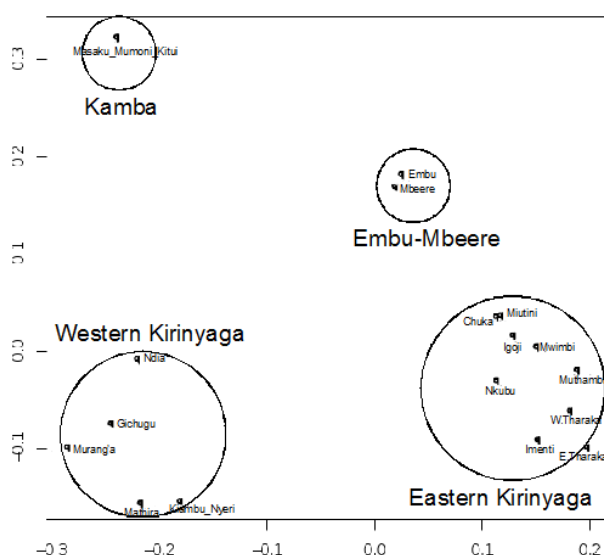 0.3
Masaku_Mumoni_Kitui
Kamba
0.2
Embu
Mbeere
Embu-Mbeere
0.1
Chuka
Miutini
Igoji
Mwimbi
Western Kirinyaga
0.0
Ndia
Muthambi
Nkubu
W.Tharaka
Gichugu
Imenti
E.Tharaka
Murang'a
-0.1
Eastern Kirinyaga
Mathira
Kiambu_Nyeri
-0.3
-0.2
-0.1
0.0
0.1
0.2